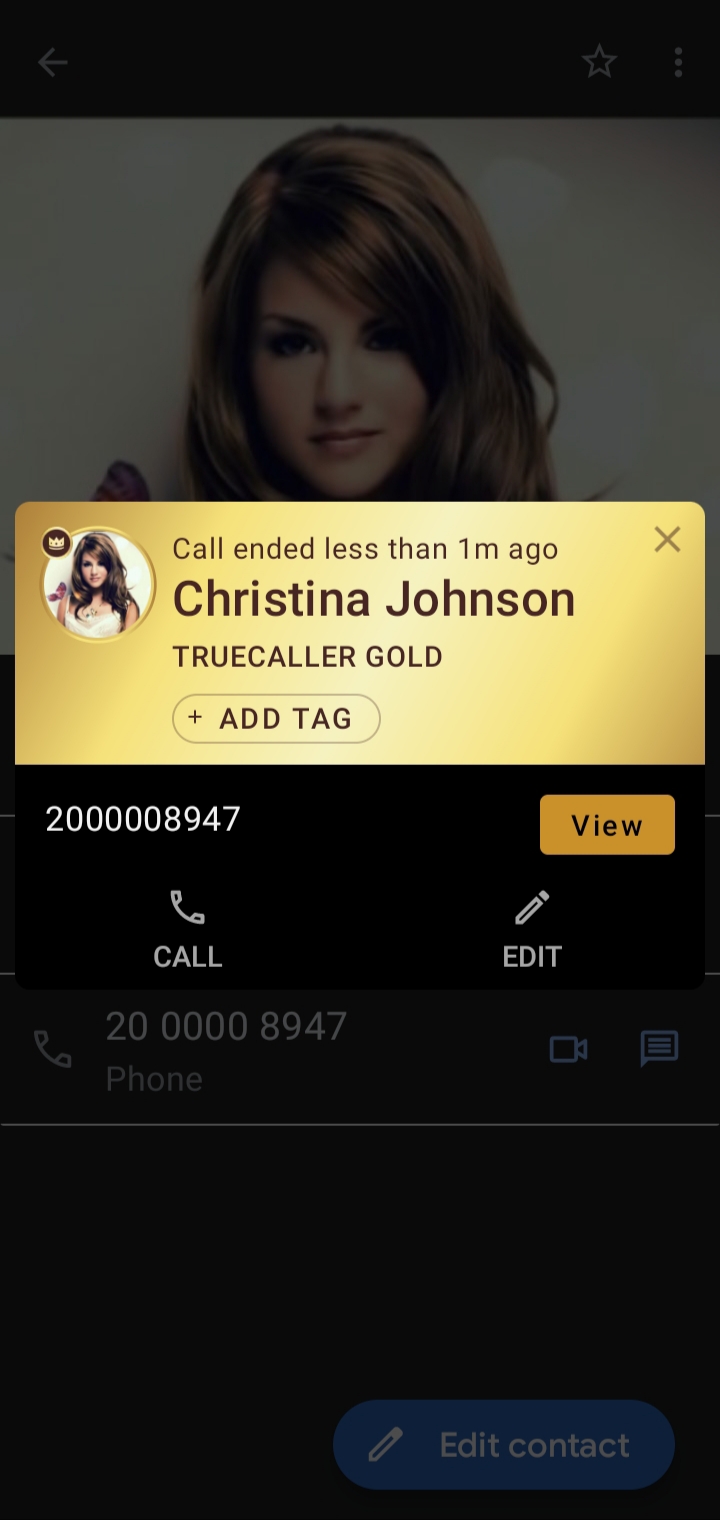 Call ended less than 1m ago
Christina Johnson
TRUECALLER GOLD
+ ADD TAG
2000008947
View
CALL
EDIT
20 0000 8947
Phone
Edit contact